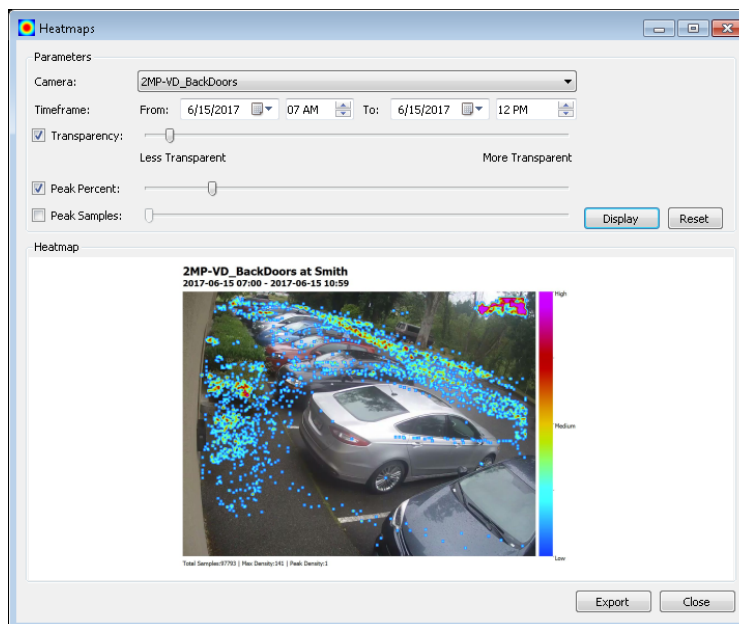 Heatmaps
Parameters
Camera: 2MP-VD_BackDoors
Timeframe: From: 6/15/2017 07 AM To: 6/15/2017 12 PM
Transparency:
Less Transparent More Transparent
Peak Percent:
Peak Samples:
Display Reset
Heatmap
2MP-VD_BackDoors at Smith
2017-06-15 07:00 - 2017-06-15 10:59
High
Medium
Low
Total Samples:87793 | Max Density:141 | Peak Density:1
Export Close